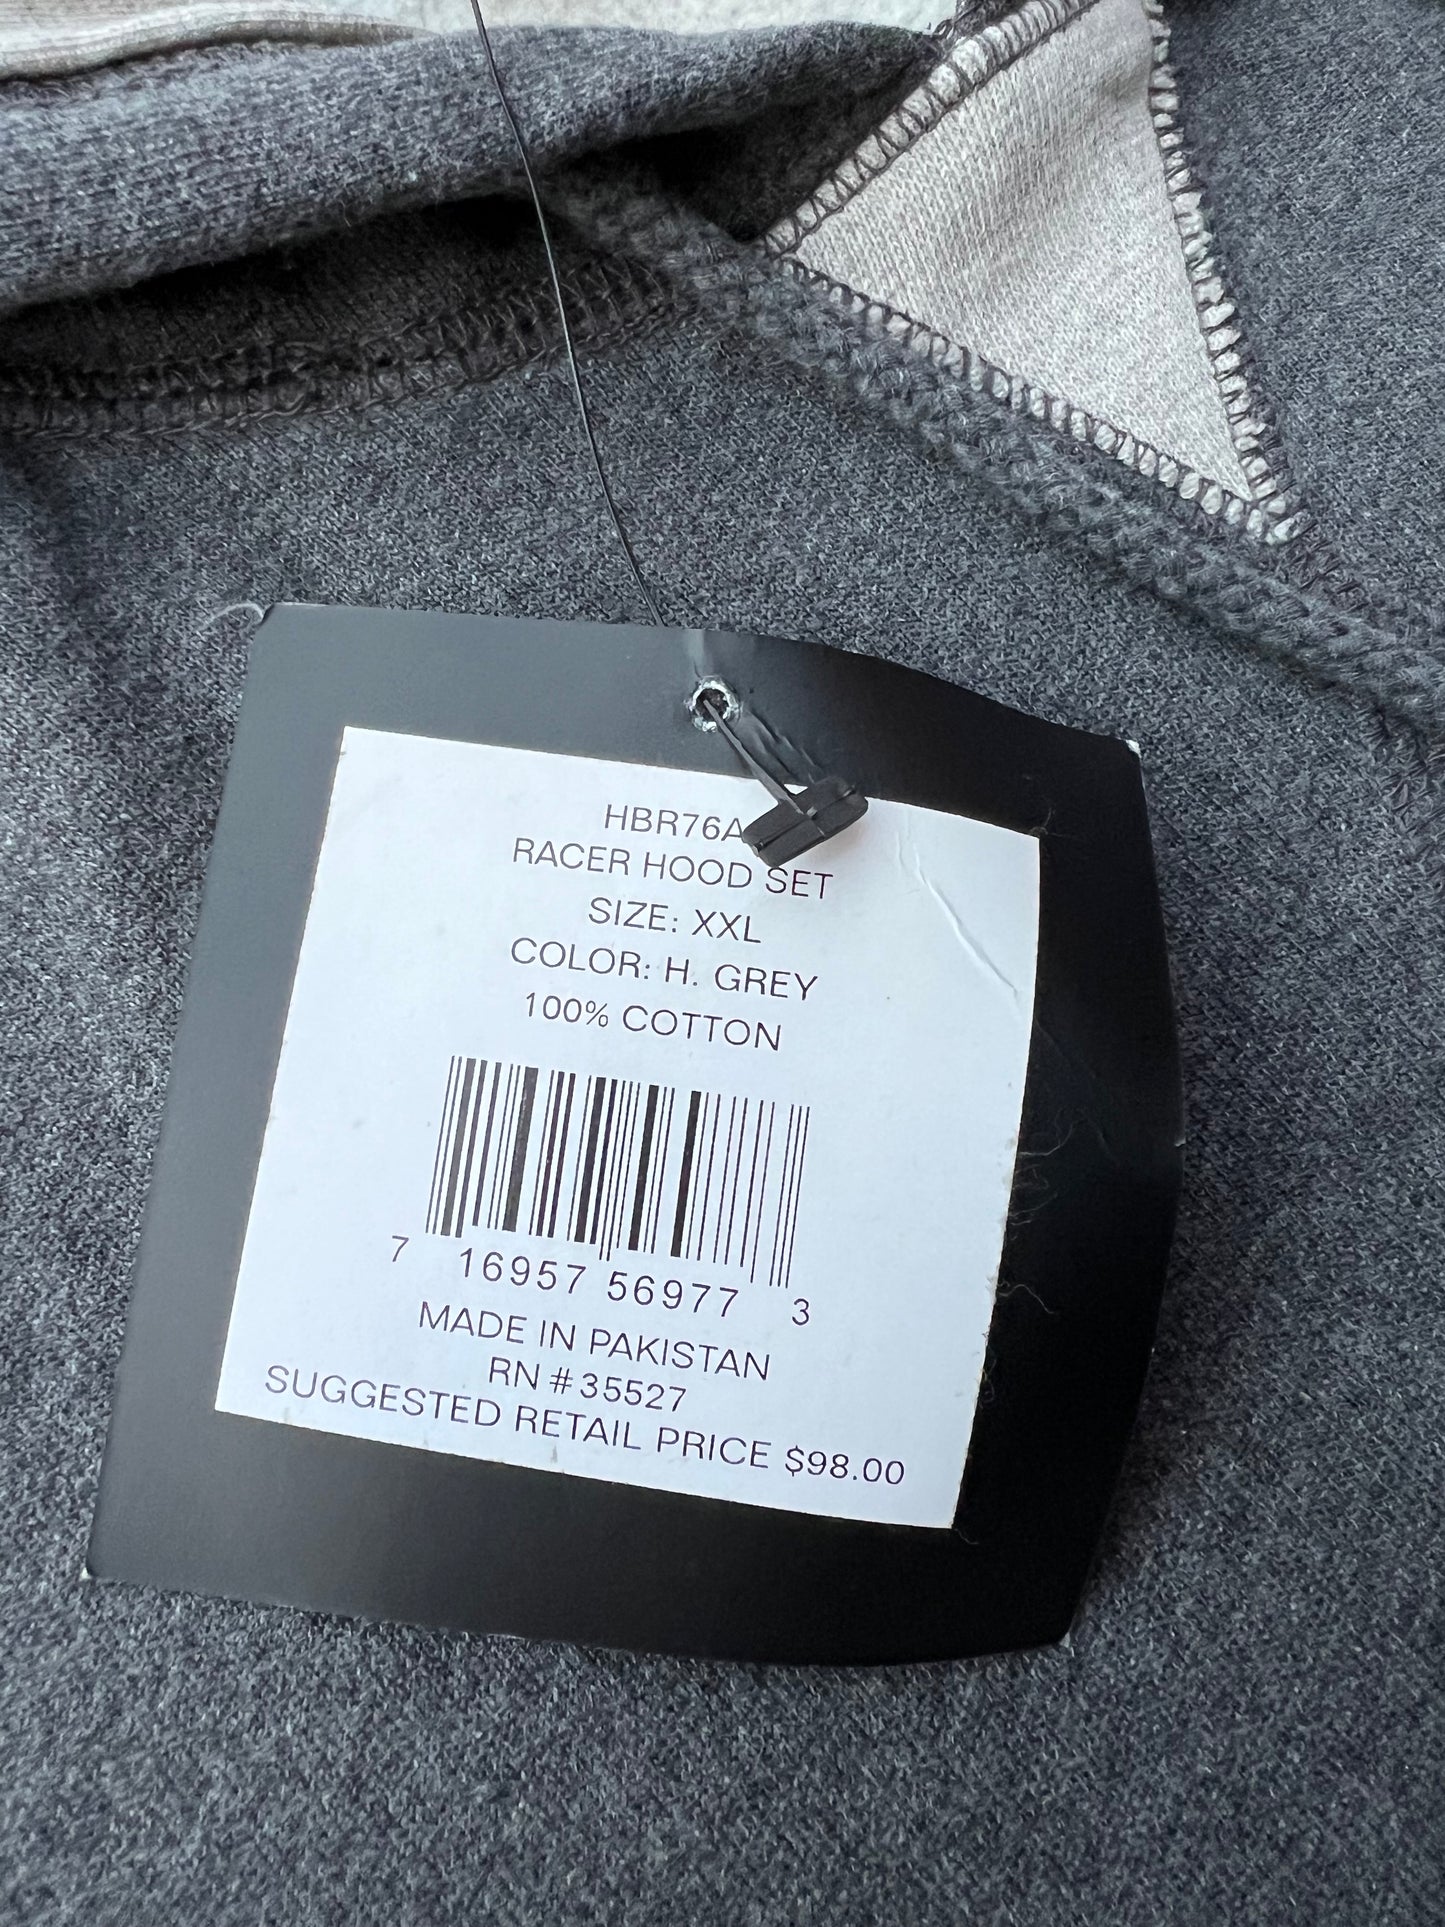 HBR76A
RACER HOOD SET
SIZE: XXL
COLOR: H. GREY
100% COTTON
7 16957 56977 3
MADE IN PAKISTAN
RN #35527
SUGGESTED RETAIL PRICE $98.00